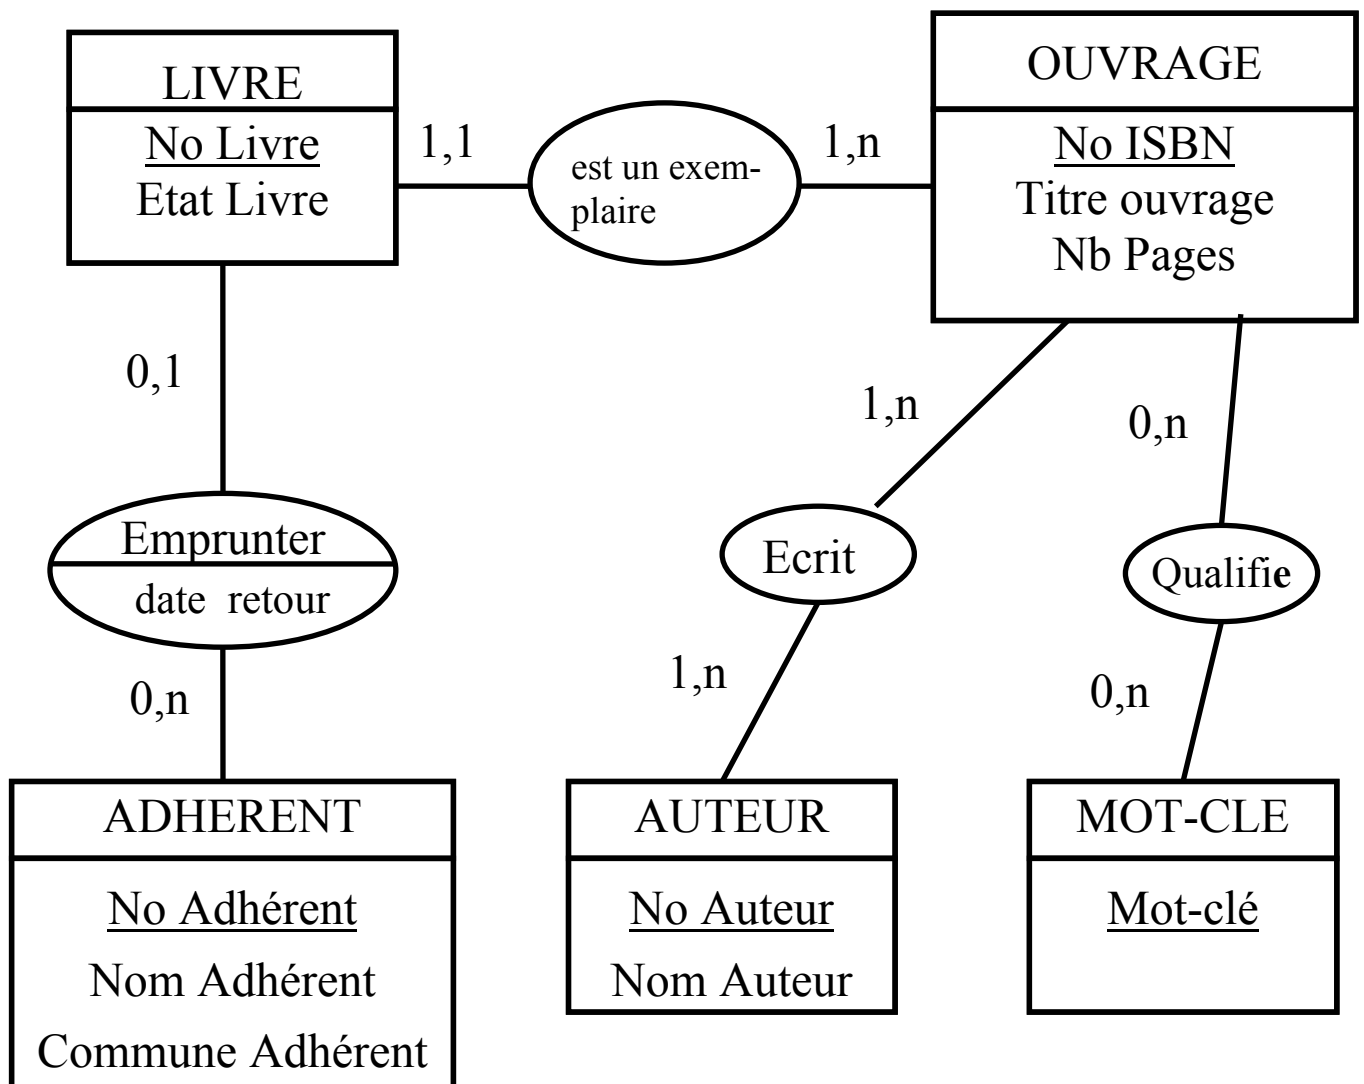 LIVRE
No Livre
Etat Livre
1,1
est un exem-
plaire
1,n
OUVRAGE
No ISBN
Titre ouvrage
Nb Pages
0,1
1,n
0,n
Emprunter
date retour
Ecrit
Qualifie
0,n
1,n
0,n
ADHERENT
No Adhérent
Nom Adhérent
Commune Adhérent
AUTEUR
No Auteur
Nom Auteur
MOT-CLE
Mot-clé